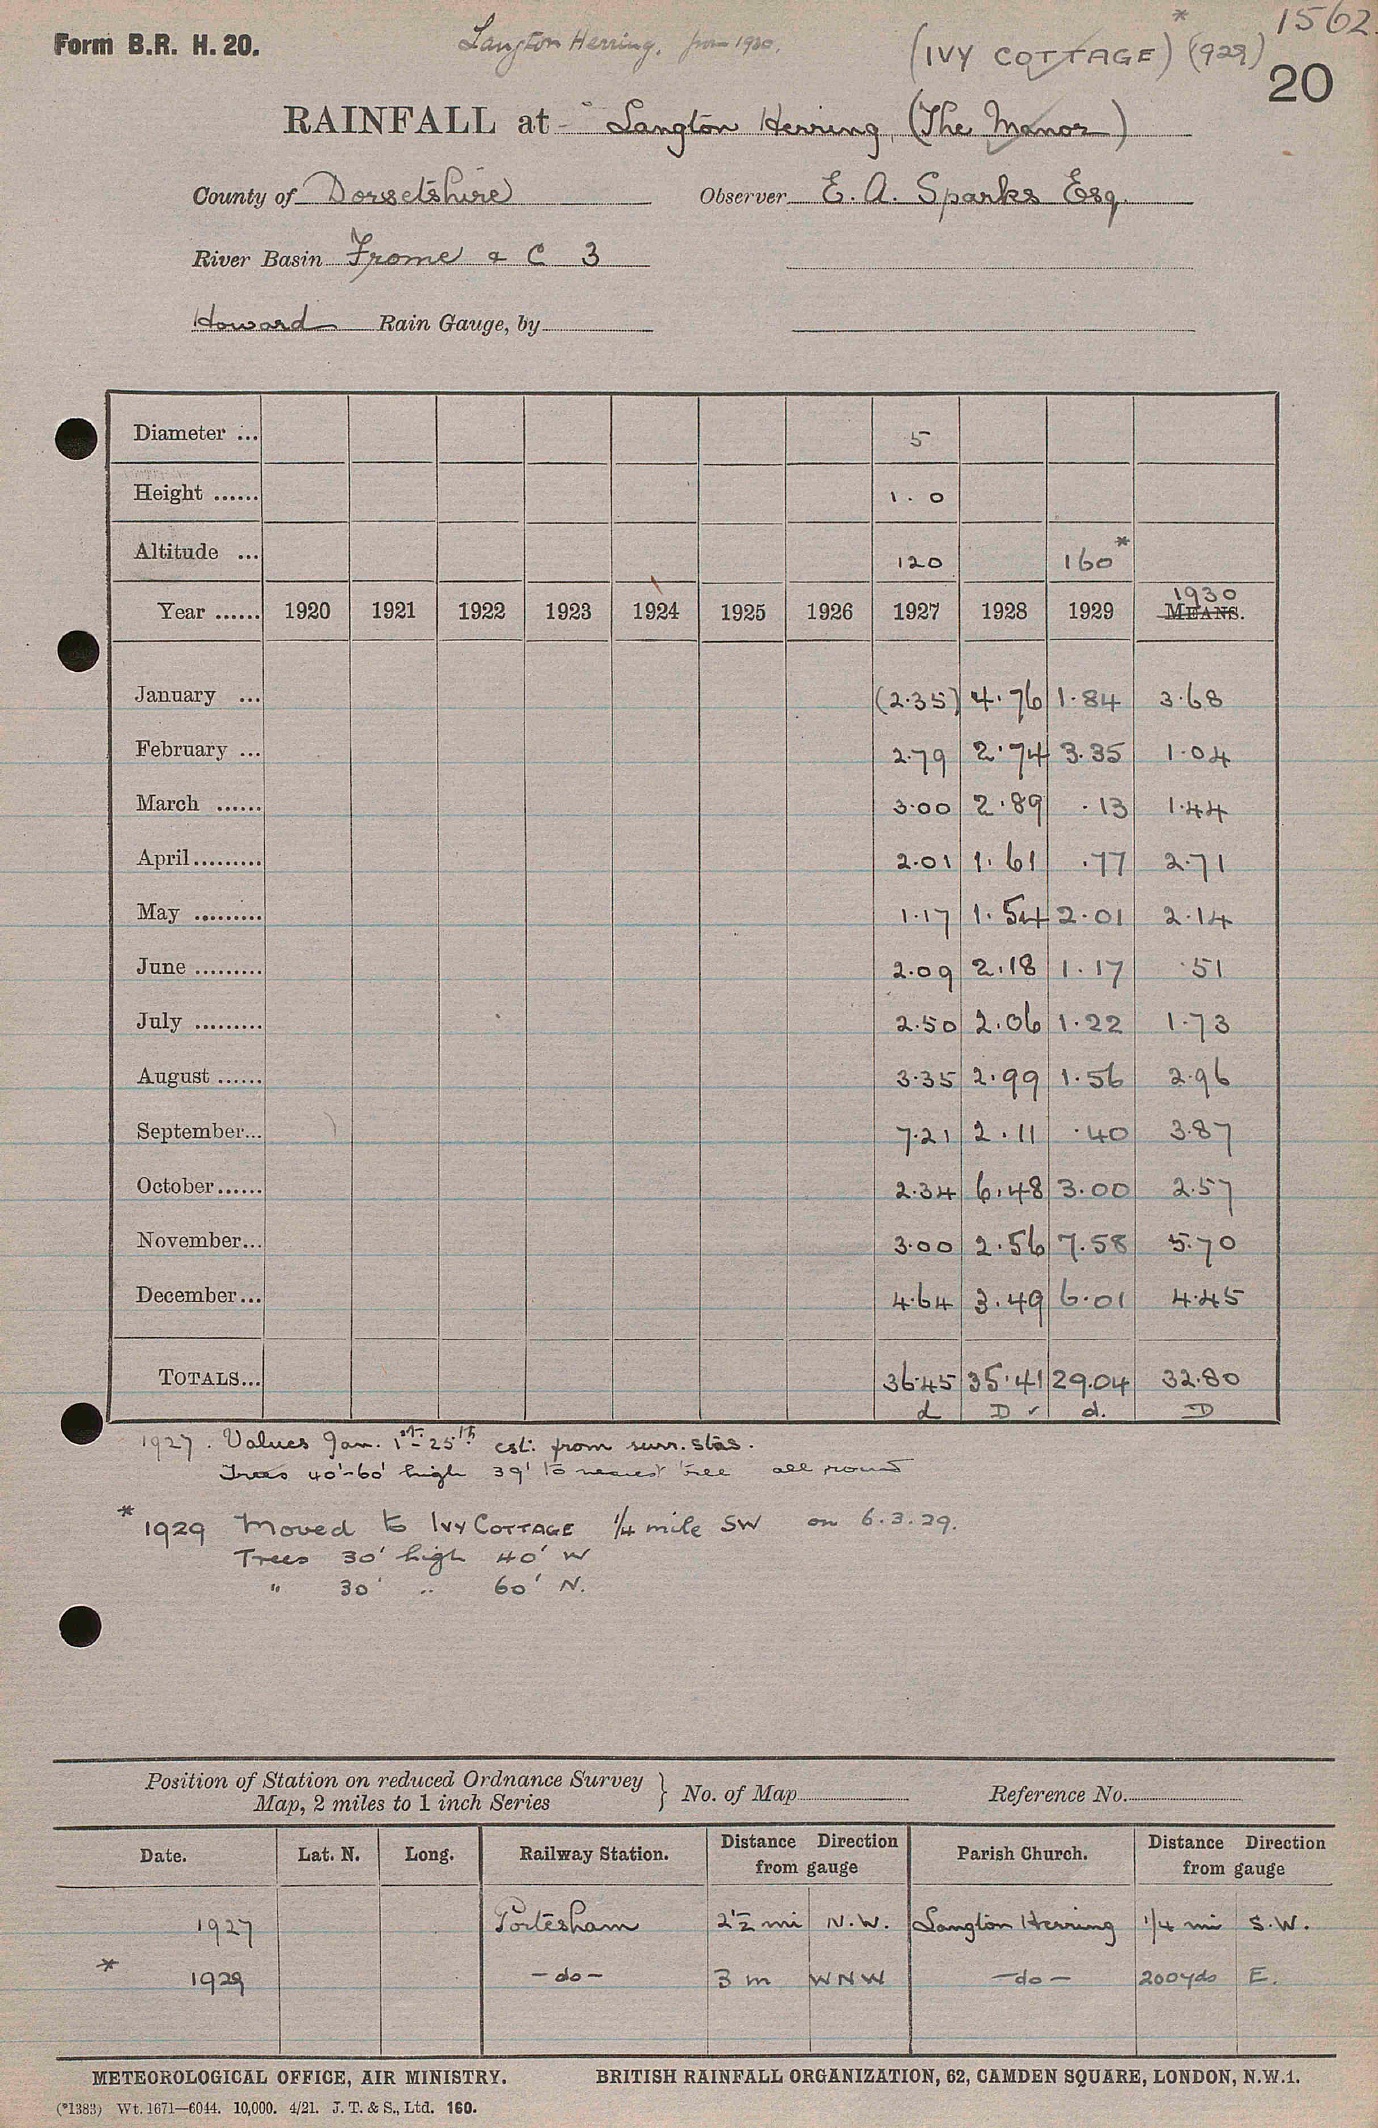 Form B.R. H. 20.
Langton Herring. from 1930.
* 1562
(IVY COTTAGE) (1929)
20
RAINFALL at Langton Herring, (The Manor)
County of Dorsetshire Observer E. A. Sparks Esq.
River Basin Frome & C 3
Howard Rain Gauge, by
Diameter ... 5
Height ...... 1. 0
Altitude ... 120 160*
Year ...... 1920 1921 1922 1923 1924 1925 1926 1927 1928 1929 1930 MEANS.
January ... (2.35) 4.76 1.84 3.68
February ... 2.79 2.74 3.35 1.04
March ...... 3.00 2.89 .13 1.44
April ......... 2.01 1.61 .77 2.71
May ......... 1.17 1.54 2.01 2.14
June ......... 2.09 2.18 1.17 .51
July ......... 2.50 2.06 1.22 1.73
August ...... 3.35 2.99 1.56 2.96
September... 7.21 2.11 .40 3.87
October ...... 2.34 6.48 3.00 2.57
November... 3.00 2.56 7.58 5.70
December... 4.64 3.49 6.01 4.45
TOTALS... 36.45 35.41 29.04 32.80
d D ✓ d. D
1927. Values Jan. 1st - 25th est. from surr. stas.
Trees 40'-60' high 39' to nearest tree all round
* 1929 Moved to IVY COTTAGE 1/4 mile SW on 6.3.29.
Trees 30' high 40' W
" 30' " 60' N.
Position of Station on reduced Ordnance Survey
Map, 2 miles to 1 inch Series } No. of Map Reference No.
Date. Lat. N. Long. Railway Station. Distance Direction from gauge Parish Church. Distance Direction from gauge
1927 Portesham 2½ mi N.W. Langton Herring 1/4 mi S.W.
* 1929 -do- 3 m WNW -do- 200 yds E.
METEOROLOGICAL OFFICE, AIR MINISTRY. BRITISH RAINFALL ORGANIZATION, 62, CAMDEN SQUARE, LONDON, N.W.1.
(*1383) Wt. 1671—6044. 10,000. 4/21. J. T. & S., Ltd. 160.